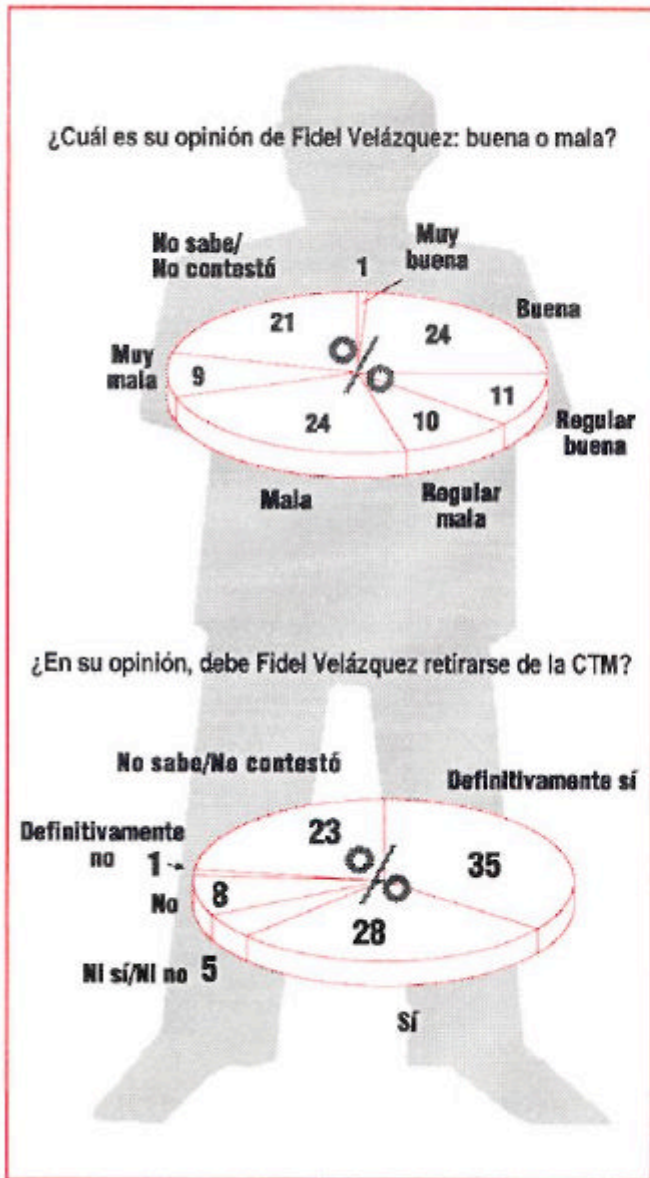 ¿Cuál es su opinión de Fidel Velázquez: buena o mala?
No sabe/
No contestó
1
Muy
buena
Buena
21
24
Muy
mala
9
%
11
24
10
Regular
buena
Mala
Regular
mala
¿En su opinión, debe Fidel Velázquez retirarse de la CTM?
No sabe/No contestó
Definitivamente sí
Definitivamente
no 1
23
%
35
No
8
28
Ni sí/Ni no 5
Sí